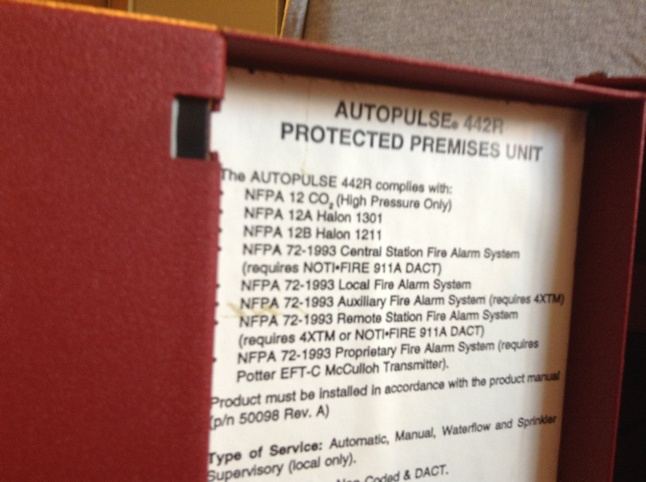 AUTOPULSE® 442R
PROTECTED PREMISES UNIT
The AUTOPULSE 442R complies with:
• NFPA 12 CO₂ (High Pressure Only)
• NFPA 12A Halon 1301
• NFPA 12B Halon 1211
• NFPA 72-1993 Central Station Fire Alarm System
(requires NOTI•FIRE 911A DACT)
• NFPA 72-1993 Local Fire Alarm System
• NFPA 72-1993 Auxiliary Fire Alarm System (requires 4XTM)
• NFPA 72-1993 Remote Station Fire Alarm System
(requires 4XTM or NOTI•FIRE 911A DACT)
• NFPA 72-1993 Proprietary Fire Alarm System (requires
Potter EFT-C McCulloh Transmitter).
Product must be installed in accordance with the product manual
(p/n 50098 Rev. A)
Type of Service: Automatic, Manual, Waterflow and Sprinkler
Supervisory (local only).
Non-Coded & DACT.